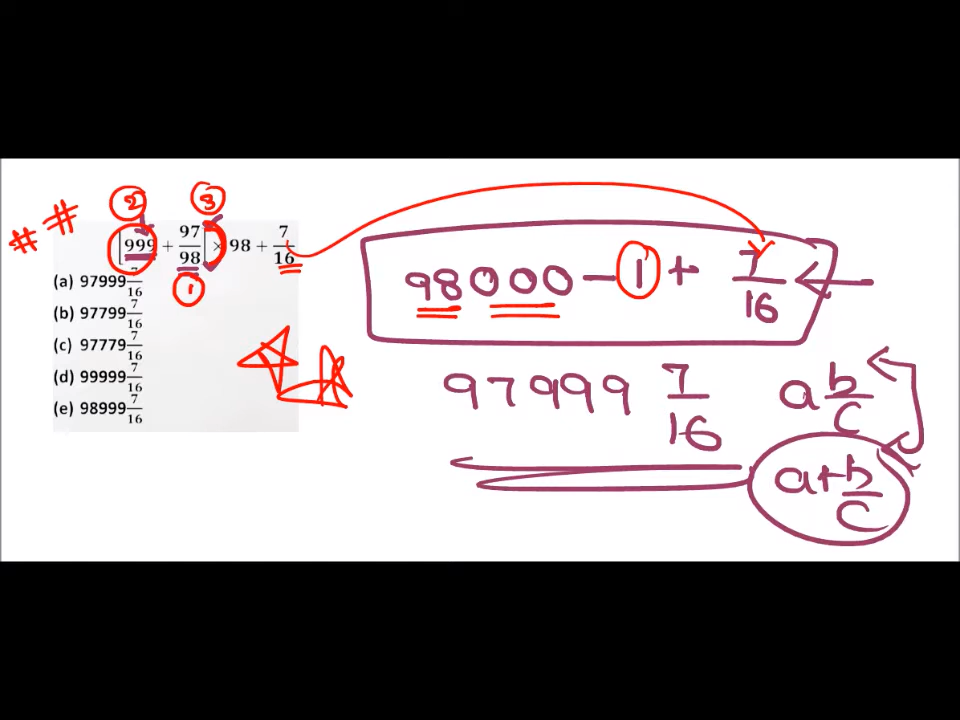 # #
② ③
[999 + 97/98] × 98 + 7/16
①
(a) 97999 7/16
(b) 97799 7/16
(c) 97779 7/16
(d) 99999 7/16
(e) 98999 7/16
98000 - 1 + 7/16
97999 7/16
a b/c
a + b/c